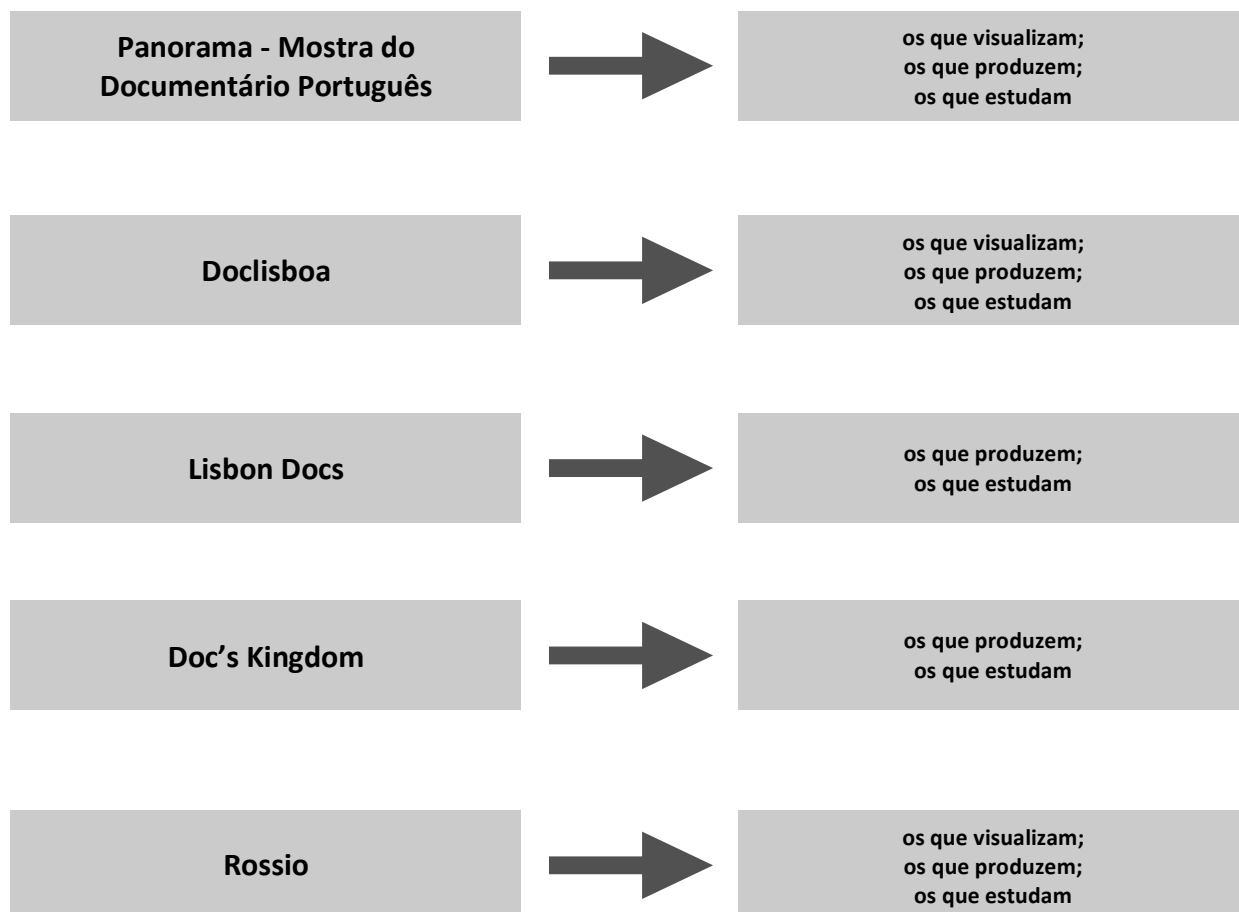 Panorama - Mostra do
Documentário Português
os que visualizam;
os que produzem;
os que estudam
Doclisboa
os que visualizam;
os que produzem;
os que estudam
Lisbon Docs
os que produzem;
os que estudam
Doc’s Kingdom
os que produzem;
os que estudam
Rossio
os que visualizam;
os que produzem;
os que estudam